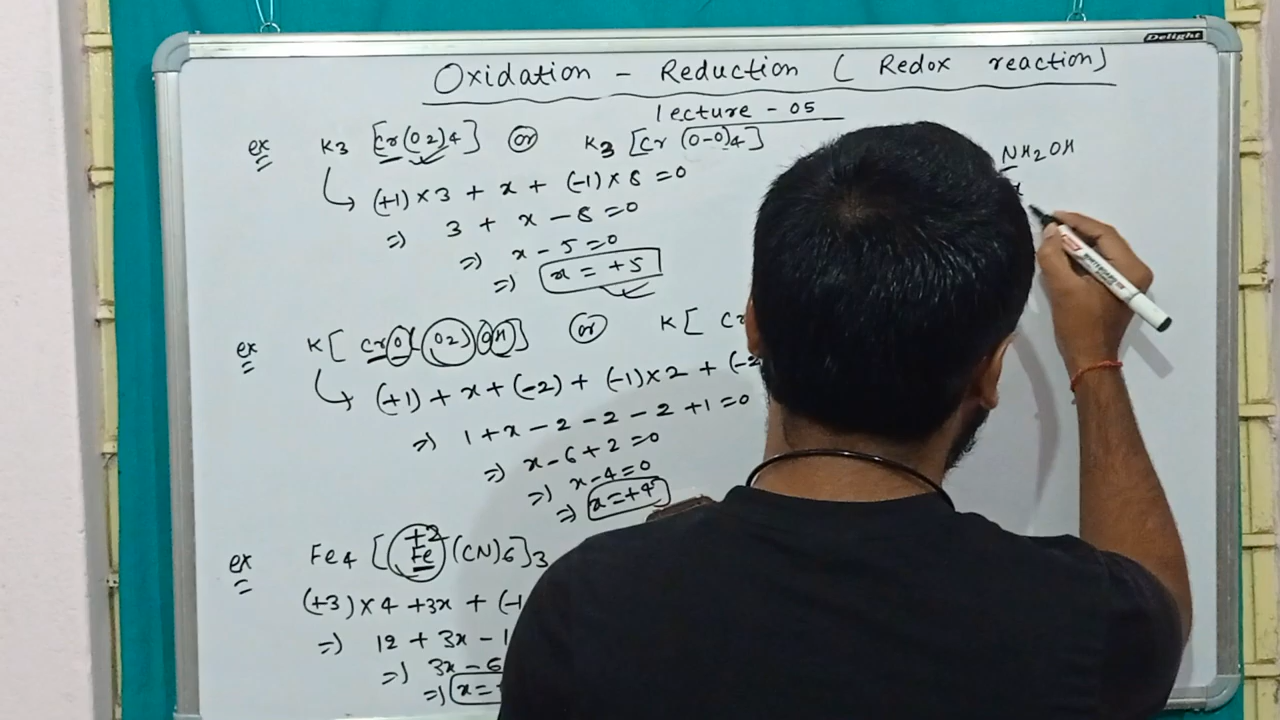 Delight
Oxidation - Reduction ( Redox reaction)
lecture - 05
ex K3 [Cr(O2)4] or K3 [Cr (O-O)4]
(+1)×3 + x + (-1)×8 =0
=) 3 + x - 8 =0
=) x - 5 =0
=) x = +5
ex K[ CrO(O2)OH] or K[ Cr
(+1) + x + (-2) + (-1)×2 + (-2
=) 1 + x - 2 - 2 - 2 +1 =0
=) x-6+2=0
=) x-4=0
=) x=+4
+2
ex Fe4 [Fe(CN)6]3
(+3)×4 +3x + (-1
=) 12 + 3x - 1
=) 3x-6
=) x=+
NH2OH
x